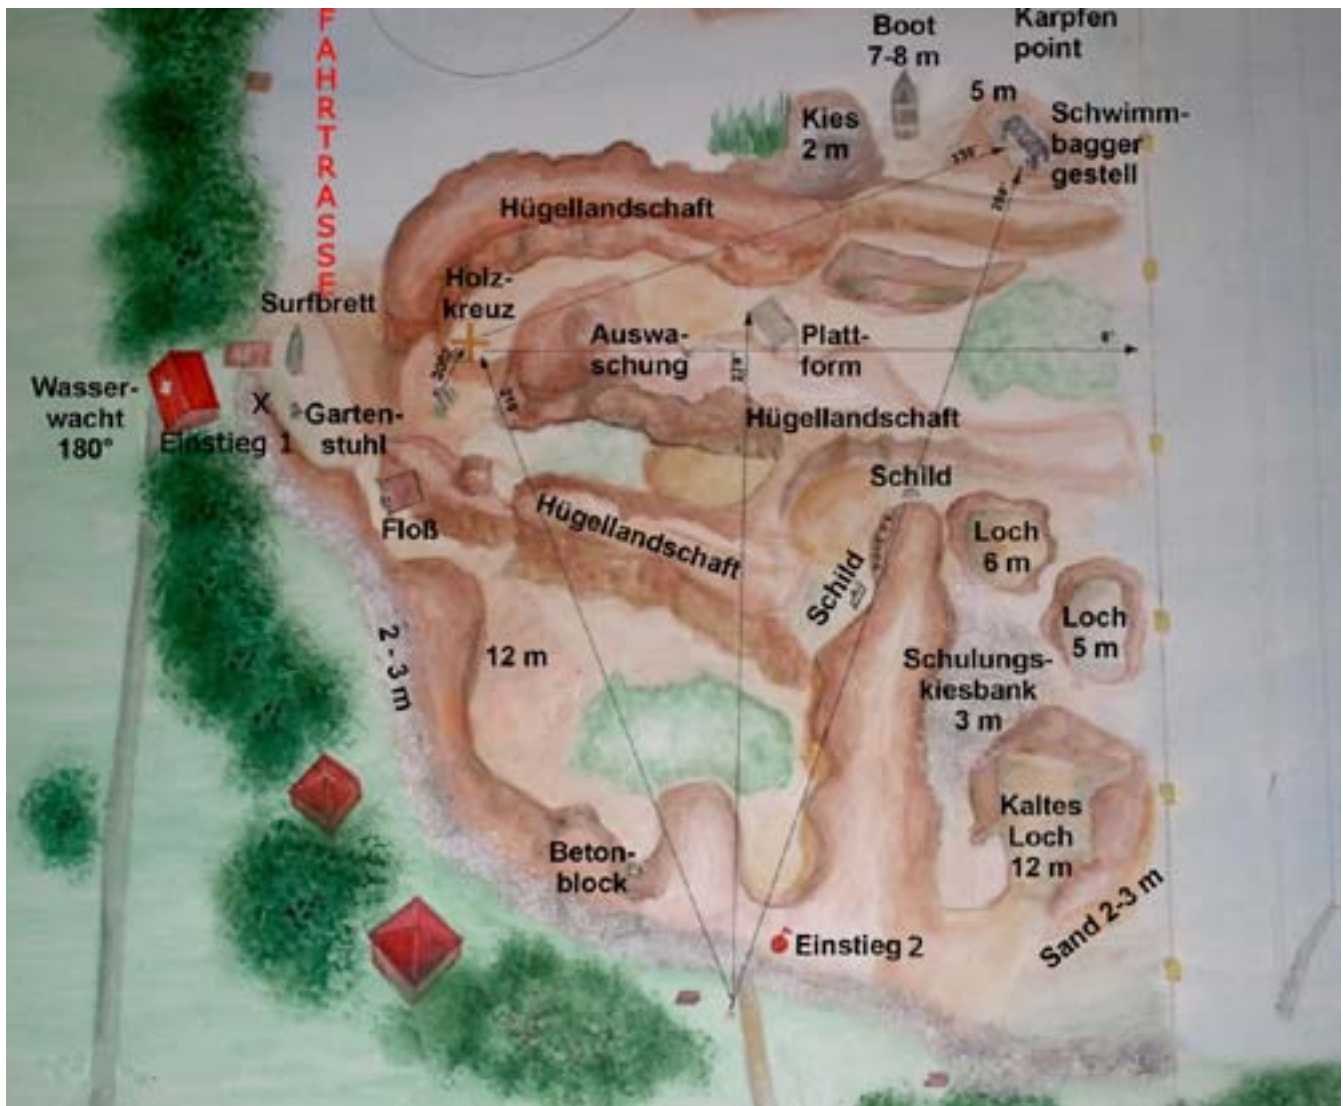 FAHRTRASSE
Boot
7-8 m
Karpfen
point
5 m
Kies
2 m
Schwimm-
bagger
gestell
330°
Hügellandschaft
Holz-
kreuz
Surfbrett
Auswa-
schung
Platt-
form
Wasser-
wacht
180°
Einstieg 1
X
Garten-
stuhl
Hügellandschaft
Schild
Floß
Hügellandschaft
Schild
Loch
6 m
Loch
5 m
2 - 3 m
12 m
Schulungs-
kiesbank
3 m
Kaltes
Loch
12 m
Beton-
block
Sand 2-3 m
Einstieg 2